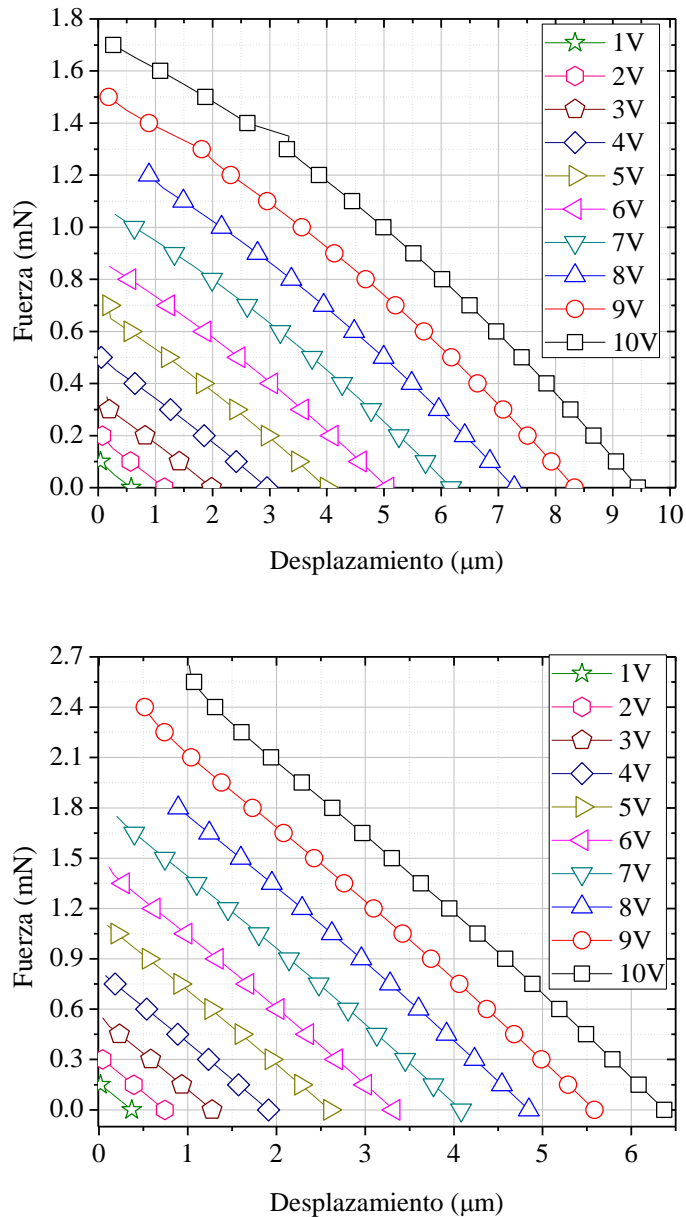 1.8
1.6
1.4
1.2
1.0
0.8
0.6
0.4
0.2
0.0
Fuerza (mN)
1V
2V
3V
4V
5V
6V
7V
8V
9V
10V
0 1 2 3 4 5 6 7 8 9 10
Desplazamiento (μm)
2.7
2.4
2.1
1.8
1.5
1.2
0.9
0.6
0.3
0.0
Fuerza (mN)
1V
2V
3V
4V
5V
6V
7V
8V
9V
10V
0 1 2 3 4 5 6
Desplazamiento (μm)